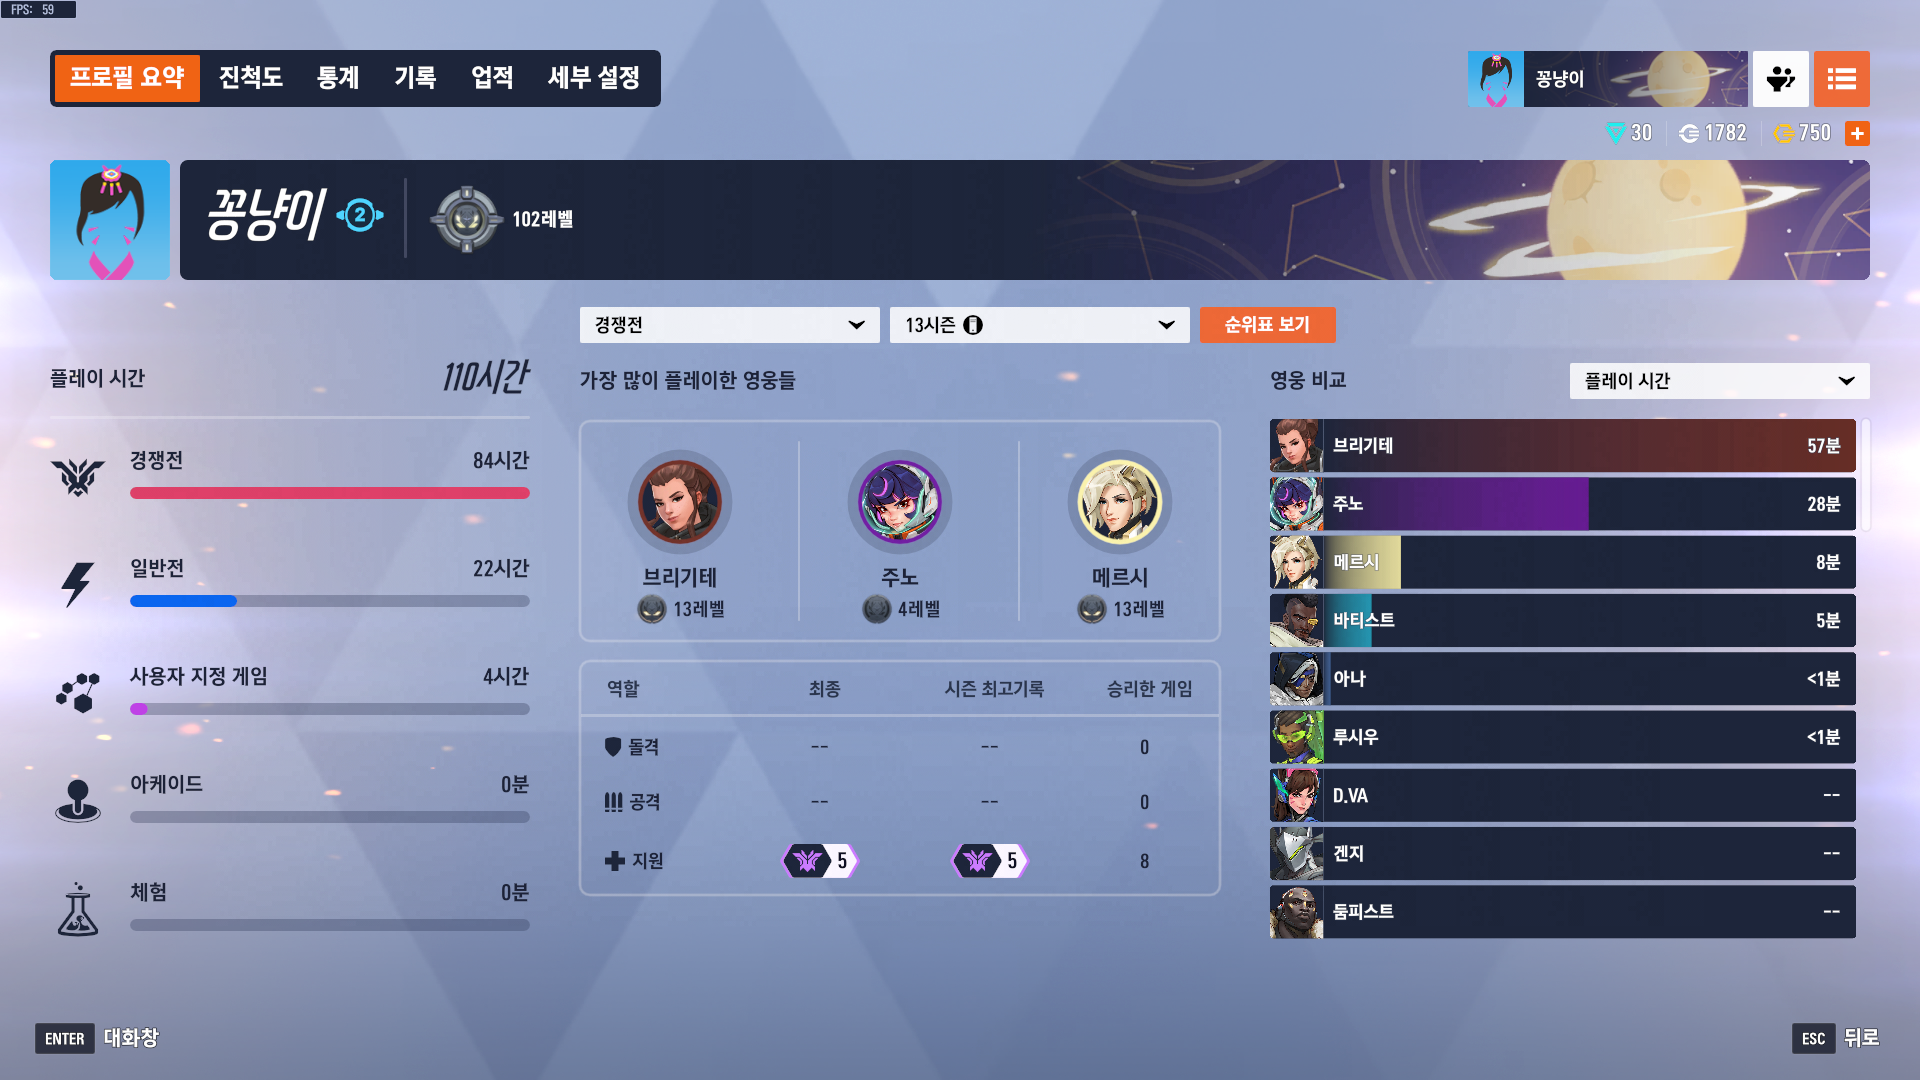 FPS: 59
프로필 요약 진척도 통계 기록 업적 세부 설정
꽁냥이
30 1782 750 +
꽁냥이 2 102레벨
경쟁전 13시즌 순위표 보기
플레이 시간 110시간
경쟁전 84시간
일반전 22시간
사용자 지정 게임 4시간
아케이드 0분
체험 0분
가장 많이 플레이한 영웅들
브리기테 주노 메르시
13레벨 4레벨 13레벨
역할 최종 시즌 최고기록 승리한 게임
돌격 -- -- 0
공격 -- -- 0
지원 5 5 8
영웅 비교 플레이 시간
브리기테 57분
주노 28분
메르시 8분
바티스트 5분
아나 <1분
루시우 <1분
D.VA --
겐지 --
둠피스트 --
ENTER 대화창
ESC 뒤로